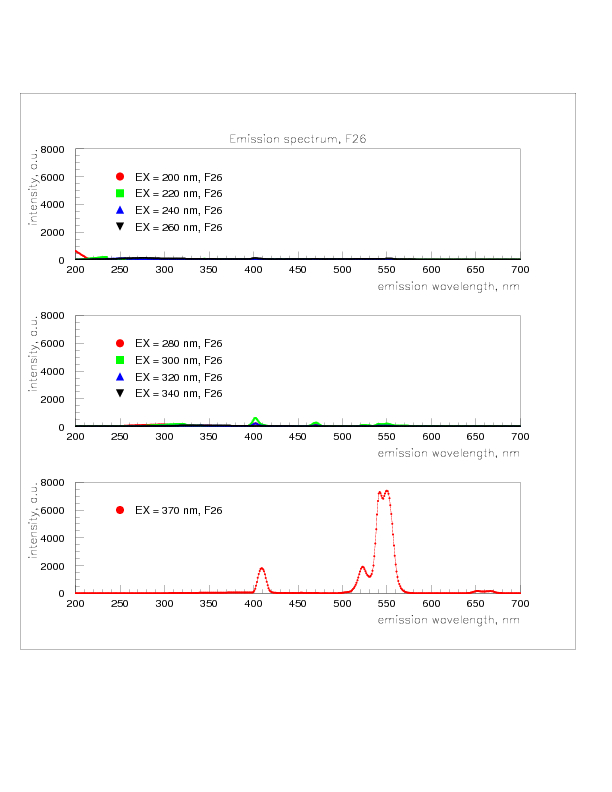 Emission spectrum, F26
intensity, a.u.
8000
6000
4000
2000
0
EX = 200 nm, F26
EX = 220 nm, F26
EX = 240 nm, F26
EX = 260 nm, F26
200 250 300 350 400 450 500 550 600 650 700
emission wavelength, nm
intensity, a.u.
8000
6000
4000
2000
0
EX = 280 nm, F26
EX = 300 nm, F26
EX = 320 nm, F26
EX = 340 nm, F26
200 250 300 350 400 450 500 550 600 650 700
emission wavelength, nm
intensity, a.u.
8000
6000
4000
2000
0
EX = 370 nm, F26
200 250 300 350 400 450 500 550 600 650 700
emission wavelength, nm